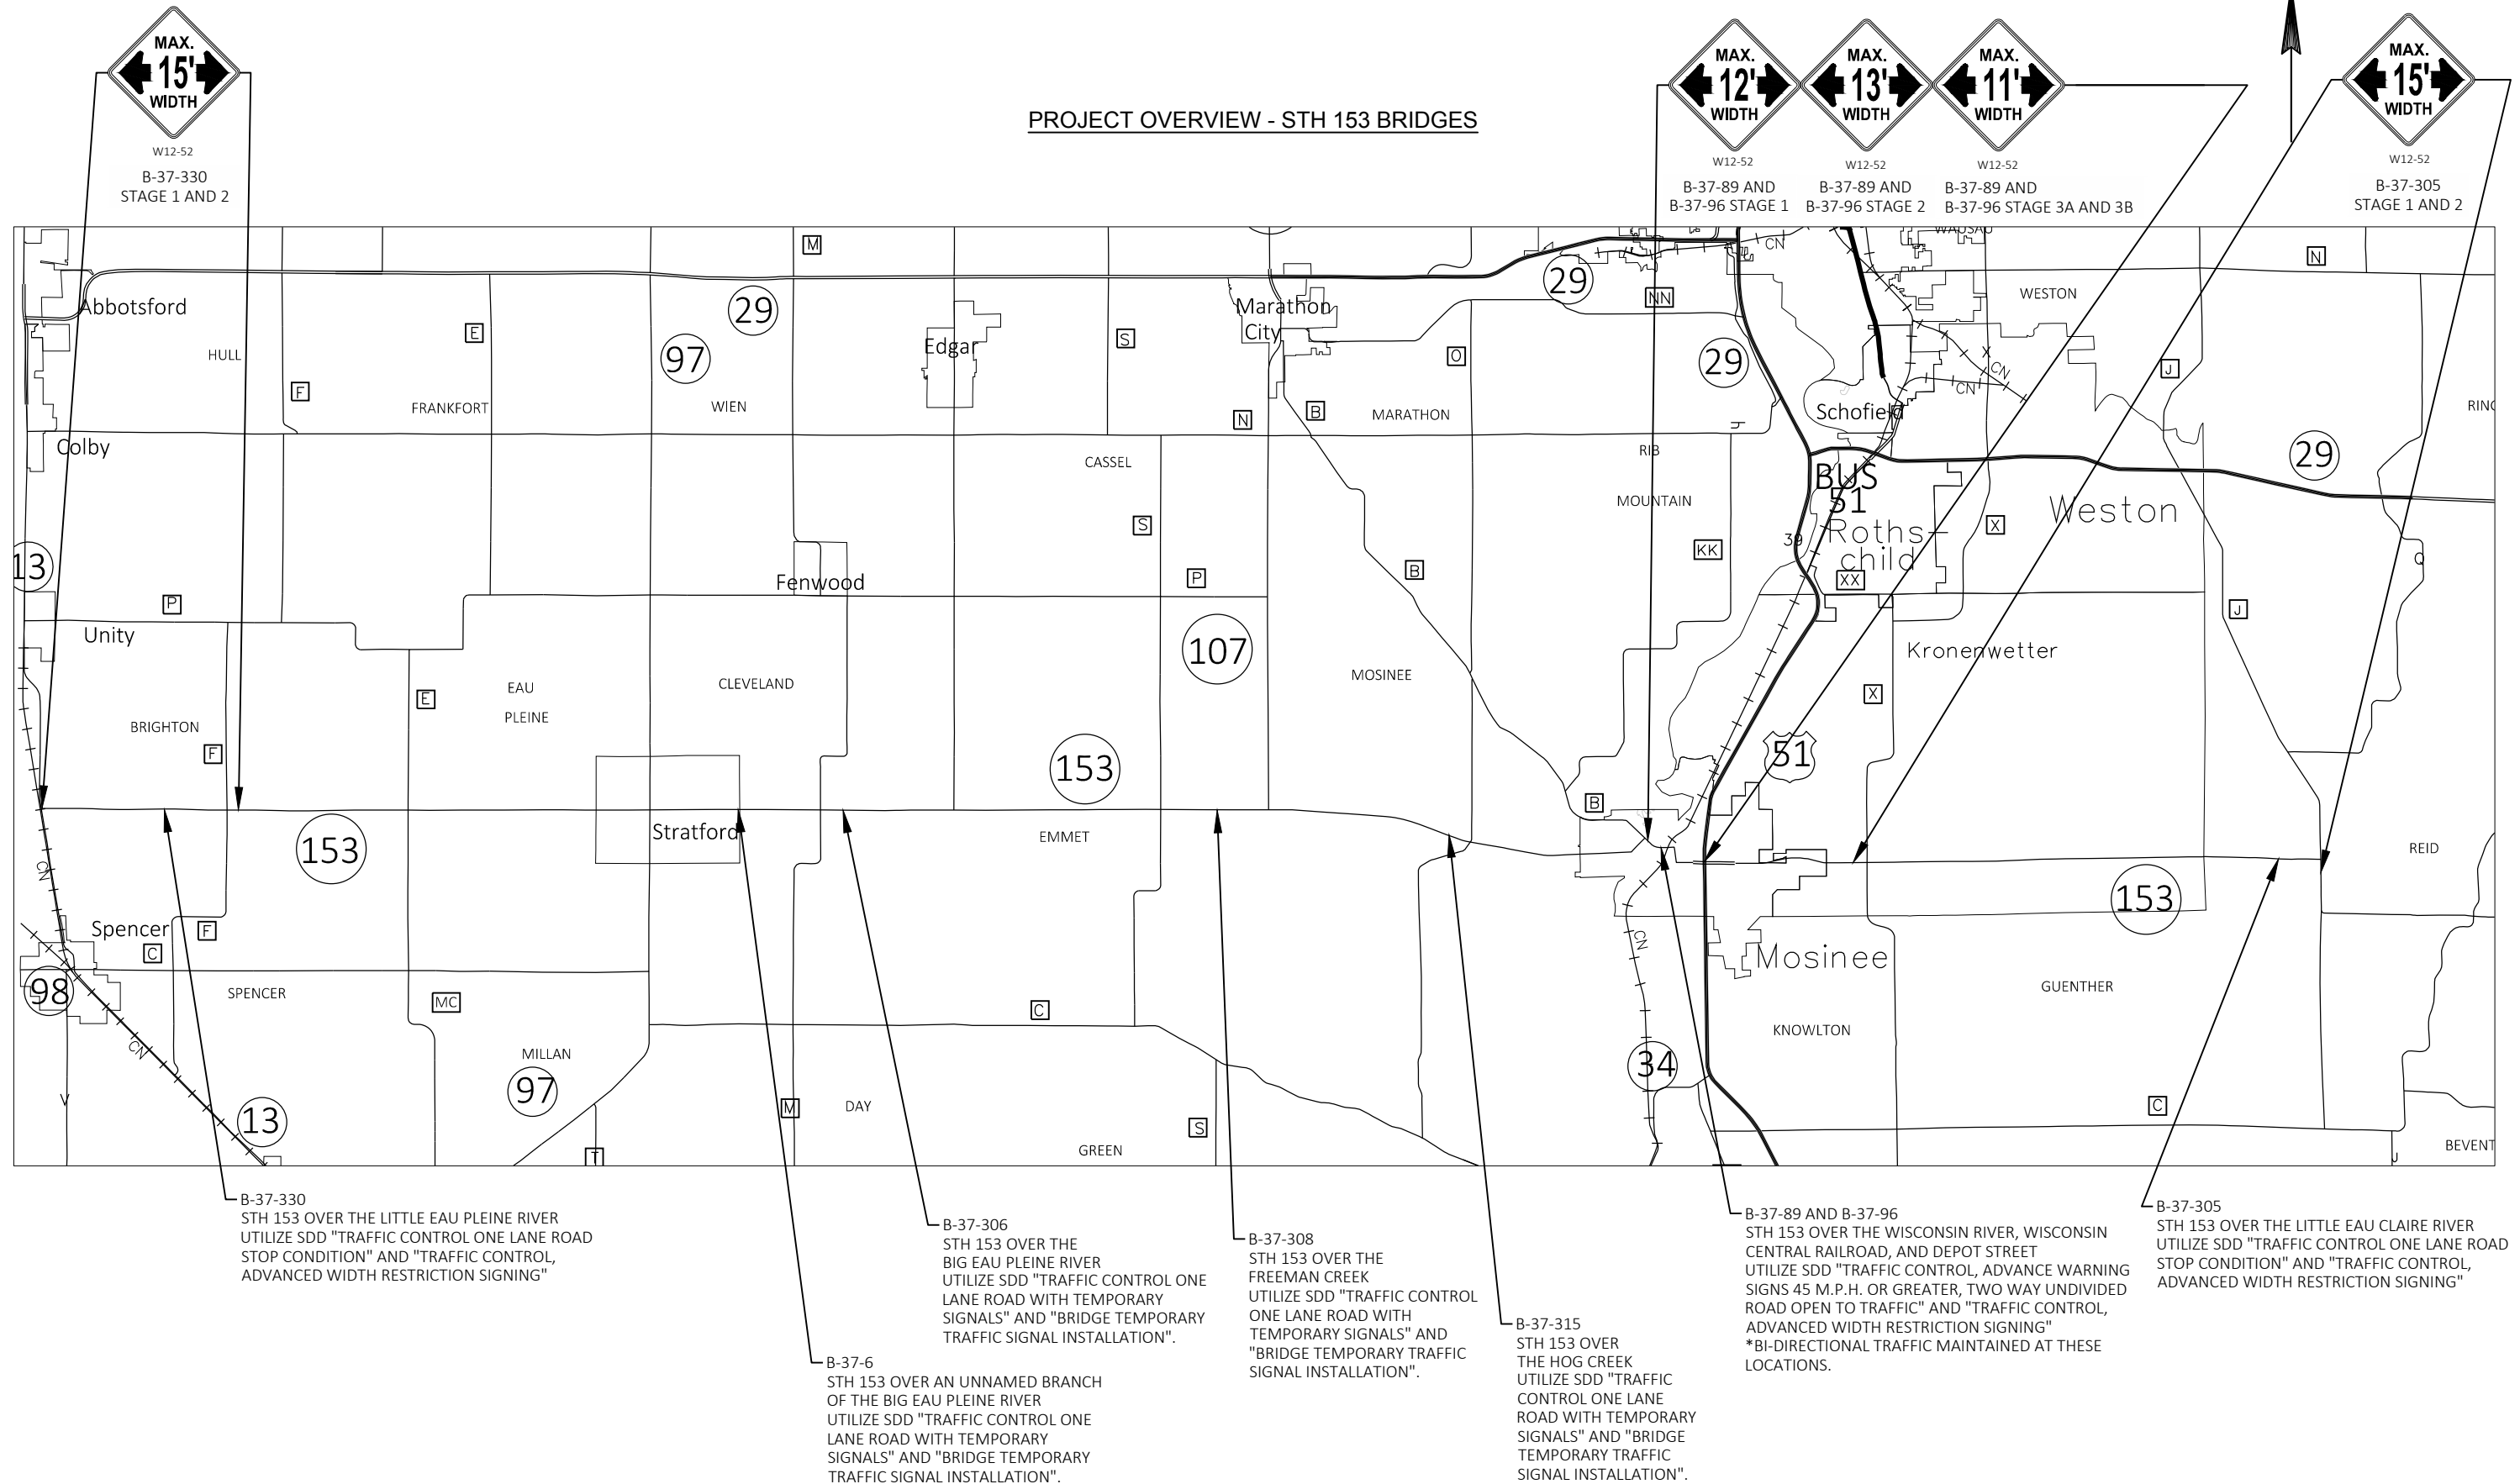 MAX.
15'
WIDTH
W12-52
B-37-330
STAGE 1 AND 2
PROJECT OVERVIEW - STH 153 BRIDGES
MAX.
12'
WIDTH
W12-52
B-37-89 AND
B-37-96 STAGE 1
MAX.
13'
WIDTH
W12-52
B-37-89 AND
B-37-96 STAGE 2
MAX.
11'
WIDTH
W12-52
B-37-89 AND
B-37-96 STAGE 3A AND 3B
MAX.
15'
WIDTH
W12-52
B-37-305
STAGE 1 AND 2
M
CN
WAUSAU
N
Abbotsford
29
29
NN
WESTON
Marathon
City
HULL
E
97
Edgar
S
O
29
X
CN
J
F
FRANKFORT
WIEN
N
B
MARATHON
Schofield
CN
RING
h
Colby
CASSEL
RIB
MOUNTAIN
29
BUS
51
Roths-
child
Weston
S
X
KK
39
13
Fenwood
P
B
XX
Q
P
Unity
107
J
Kronenwetter
BRIGHTON
F
E
EAU
PLEINE
CLEVELAND
MOSINEE
X
153
51
B
153
Stratford
EMMET
REID
CN
153
Spencer
F
C
CN
Mosinee
98
SPENCER
MC
C
GUENTHER
KNOWLTON
CN
MILLAN
97
34
V
13
M
DAY
S
C
T
GREEN
J
BEVENT
B-37-330
STH 153 OVER THE LITTLE EAU PLEINE RIVER
UTILIZE SDD "TRAFFIC CONTROL ONE LANE ROAD
STOP CONDITION" AND "TRAFFIC CONTROL,
ADVANCED WIDTH RESTRICTION SIGNING"
B-37-6
STH 153 OVER AN UNNAMED BRANCH
OF THE BIG EAU PLEINE RIVER
UTILIZE SDD "TRAFFIC CONTROL ONE
LANE ROAD WITH TEMPORARY
SIGNALS" AND "BRIDGE TEMPORARY
TRAFFIC SIGNAL INSTALLATION".
B-37-306
STH 153 OVER THE
BIG EAU PLEINE RIVER
UTILIZE SDD "TRAFFIC CONTROL ONE
LANE ROAD WITH TEMPORARY
SIGNALS" AND "BRIDGE TEMPORARY
TRAFFIC SIGNAL INSTALLATION".
B-37-308
STH 153 OVER THE
FREEMAN CREEK
UTILIZE SDD "TRAFFIC CONTROL
ONE LANE ROAD WITH
TEMPORARY SIGNALS" AND
"BRIDGE TEMPORARY TRAFFIC
SIGNAL INSTALLATION".
B-37-315
STH 153 OVER
THE HOG CREEK
UTILIZE SDD "TRAFFIC
CONTROL ONE LANE
ROAD WITH TEMPORARY
SIGNALS" AND "BRIDGE
TEMPORARY TRAFFIC
SIGNAL INSTALLATION".
B-37-89 AND B-37-96
STH 153 OVER THE WISCONSIN RIVER, WISCONSIN
CENTRAL RAILROAD, AND DEPOT STREET
UTILIZE SDD "TRAFFIC CONTROL, ADVANCE WARNING
SIGNS 45 M.P.H. OR GREATER, TWO WAY UNDIVIDED
ROAD OPEN TO TRAFFIC" AND "TRAFFIC CONTROL,
ADVANCED WIDTH RESTRICTION SIGNING"
*BI-DIRECTIONAL TRAFFIC MAINTAINED AT THESE
LOCATIONS.
B-37-305
STH 153 OVER THE LITTLE EAU CLAIRE RIVER
UTILIZE SDD "TRAFFIC CONTROL ONE LANE ROAD
STOP CONDITION" AND "TRAFFIC CONTROL,
ADVANCED WIDTH RESTRICTION SIGNING"